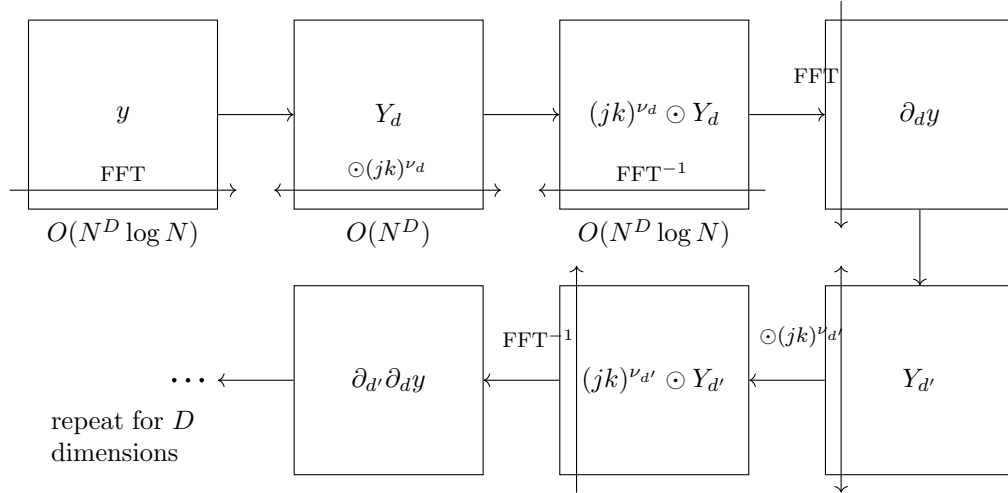 y
FFT
O(N^D log N)
Y_d
⊙(jk)^{ν_d}
O(N^D)
(jk)^{ν_d} ⊙ Y_d
FFT^{-1}
O(N^D log N)
FFT
∂_d y
⊙(jk)^{ν_{d'}}
Y_{d'}
(jk)^{ν_{d'}} ⊙ Y_{d'}
FFT^{-1}
∂_{d'}∂_d y
···
repeat for D
dimensions